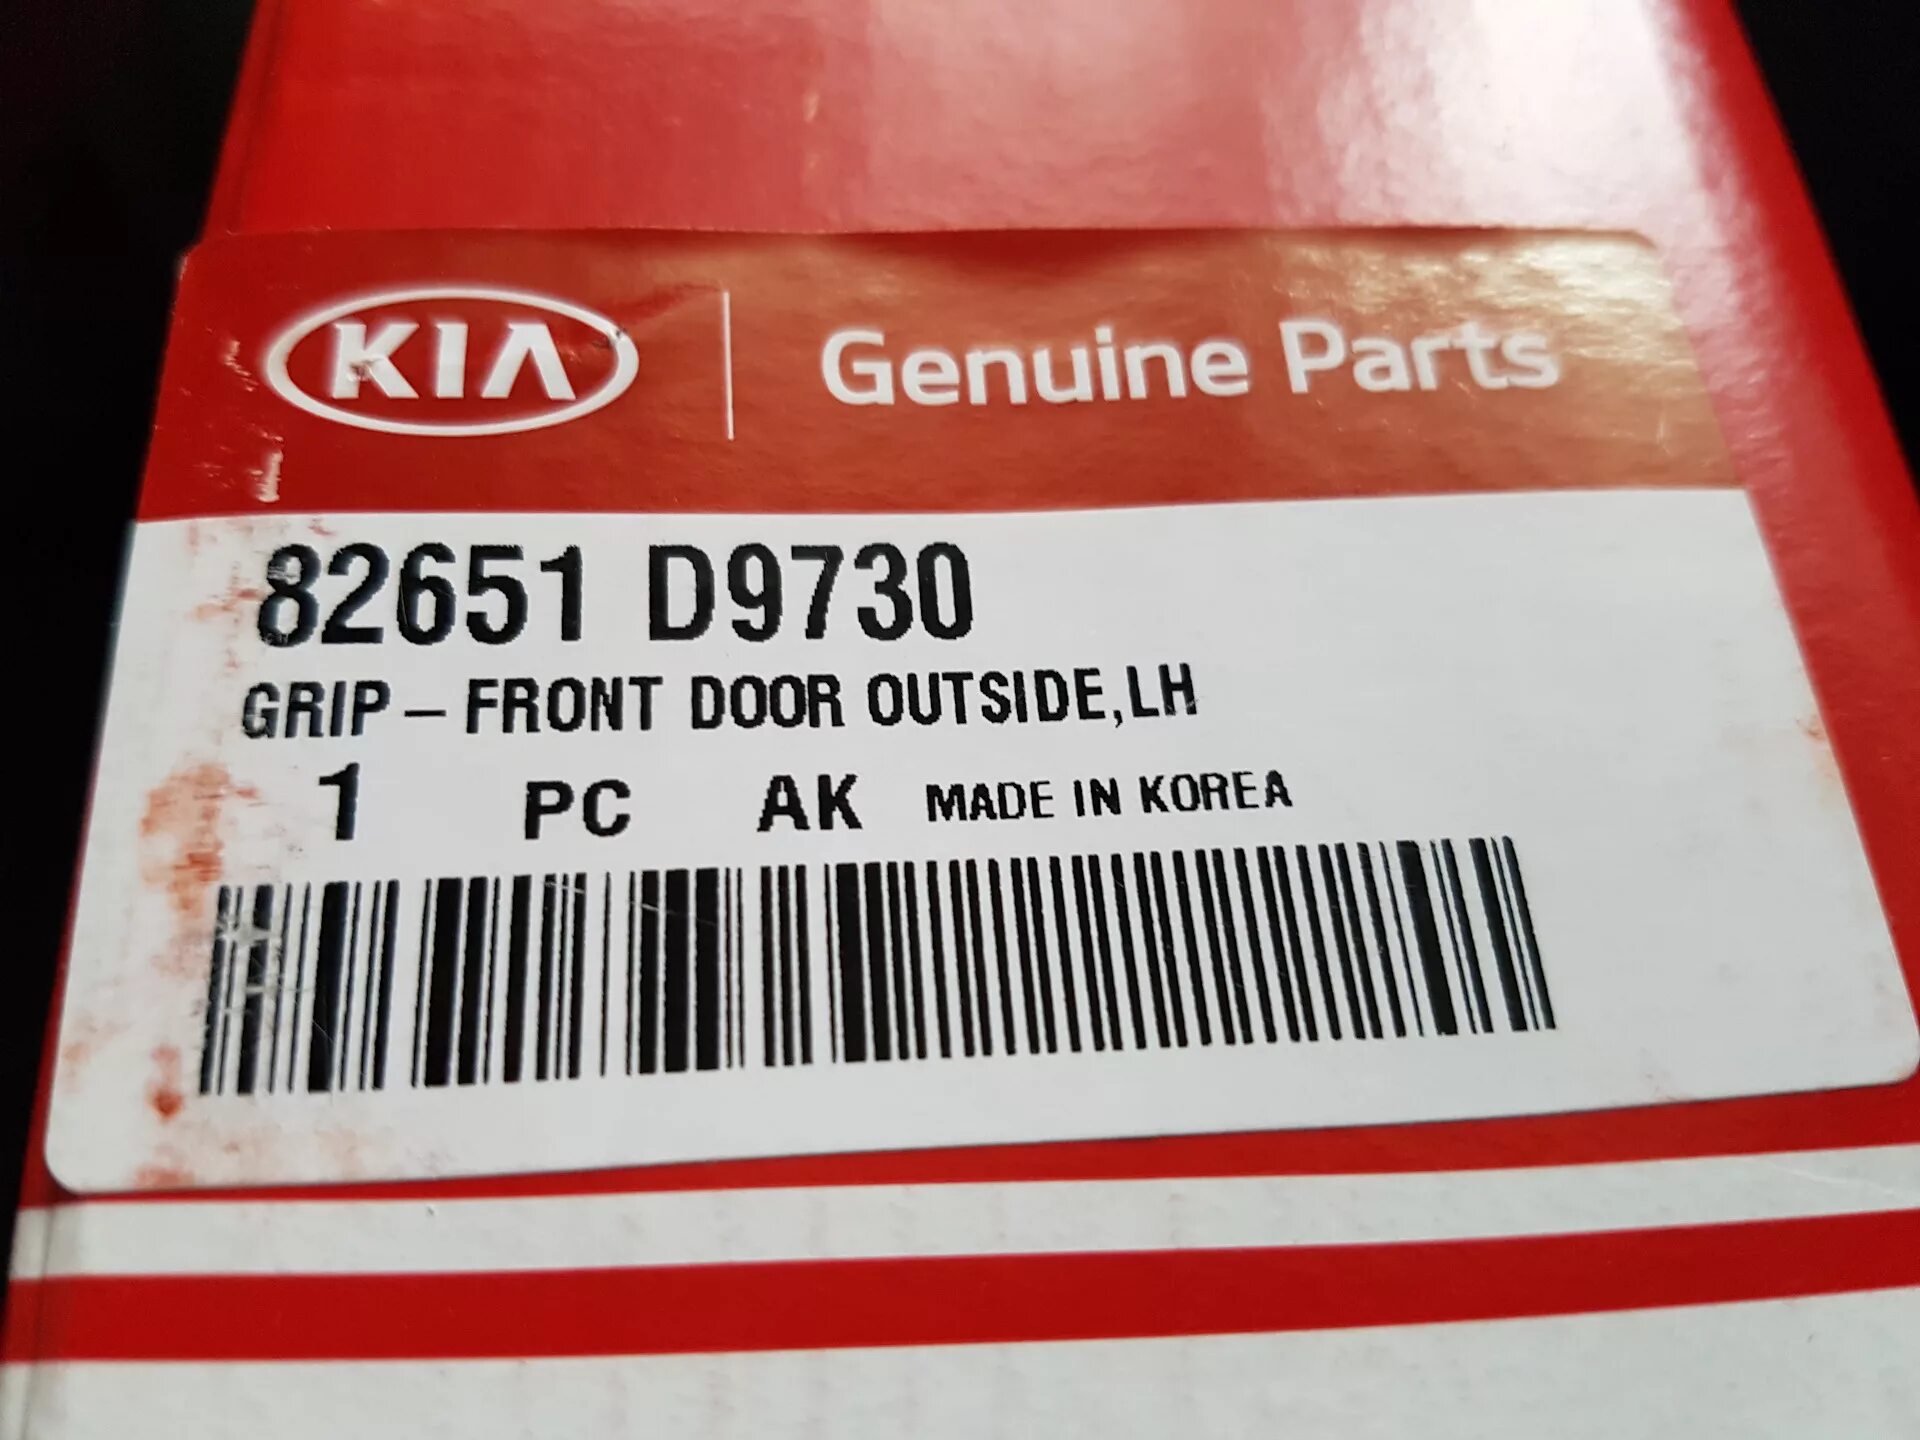 KIA Genuine Parts
82651 D9730
GRIP – FRONT DOOR OUTSIDE,LH
1 PC AK MADE IN KOREA